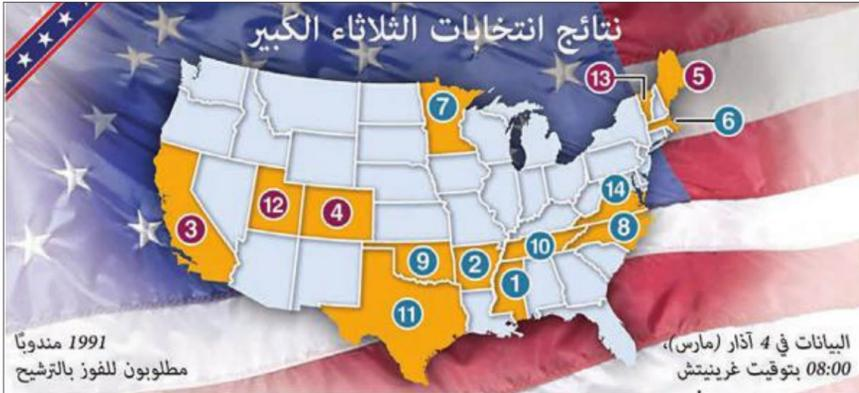 نتائج انتخابات الثلاثاء الكبير
13
5
7
6
14
12
4
3
8
10
9
2
1
11
البيانات في 4 آذار (مارس)،
08:00 بتوقيت غرينيتش
1991 مندوبًا
مطلوبون للفوز بالترشيح